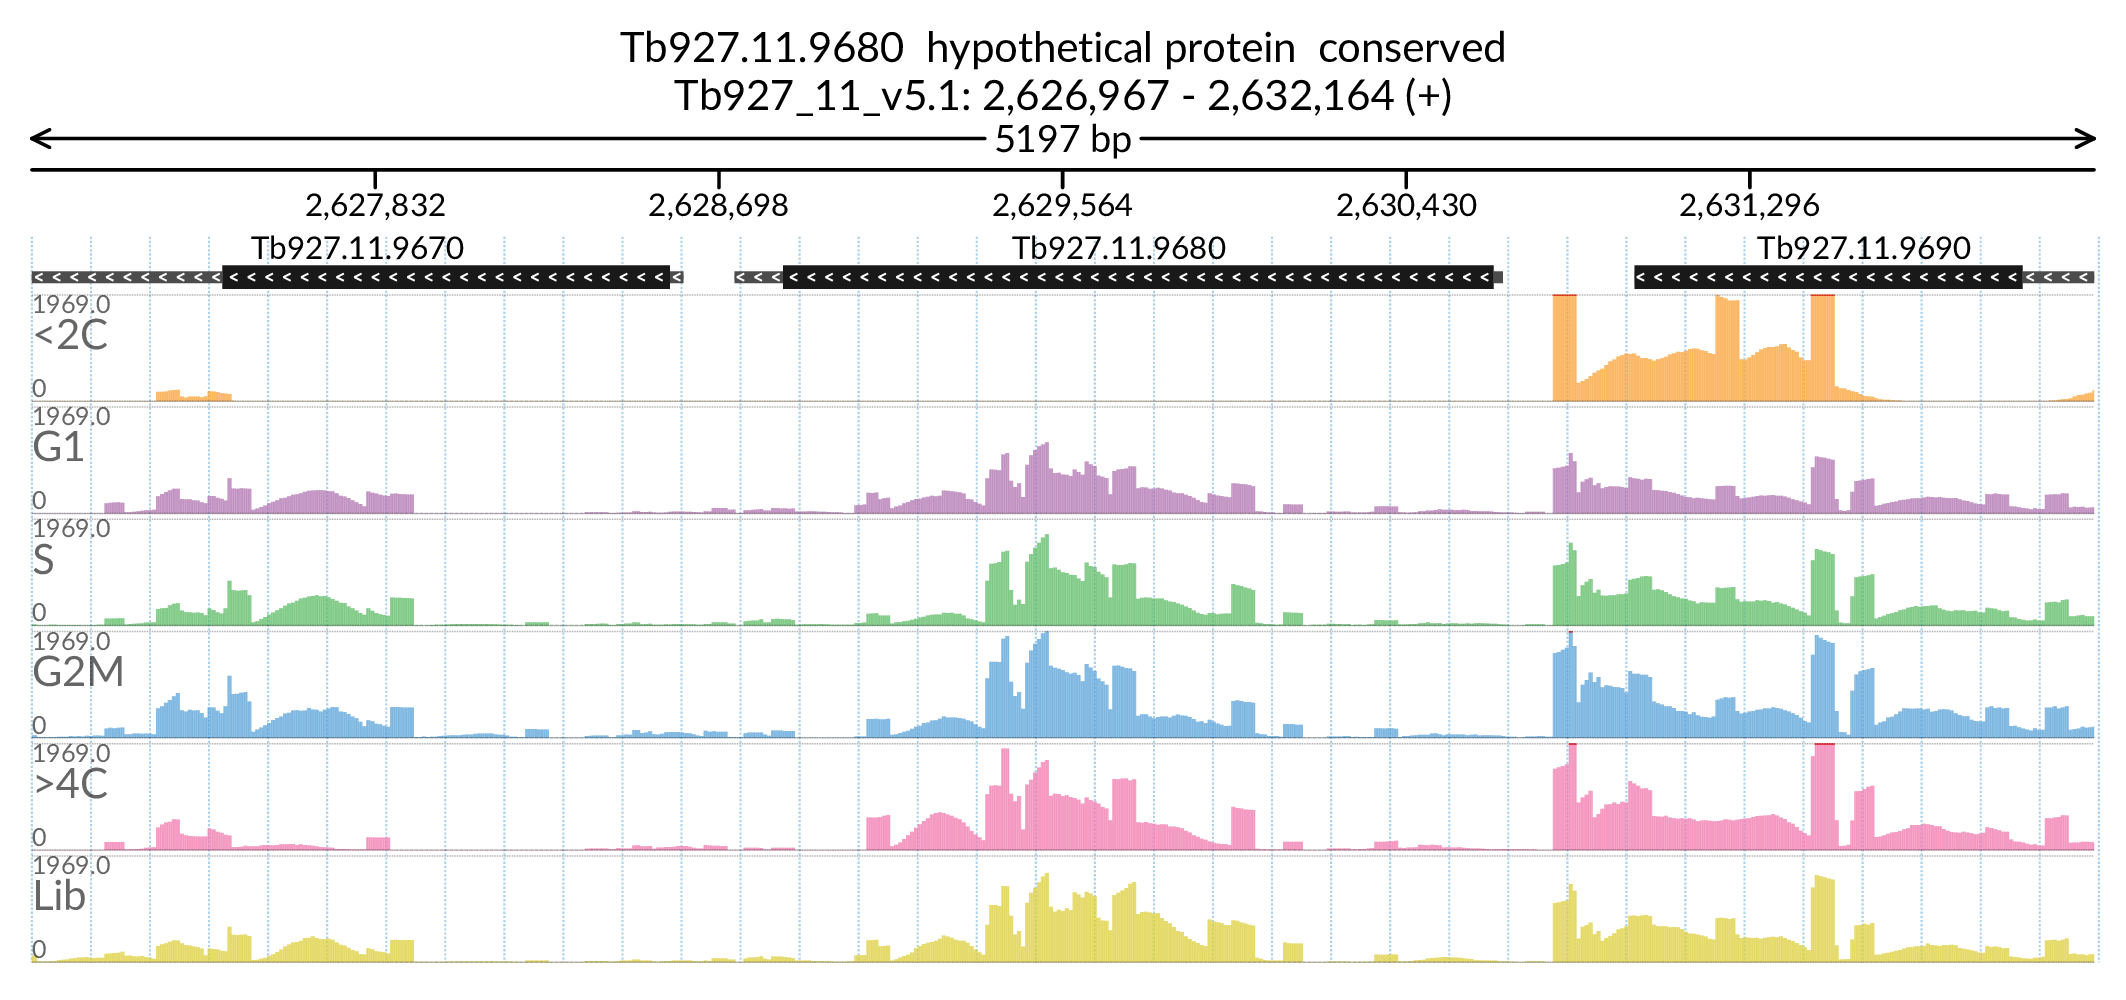 Tb927.11.9680 hypothetical protein conserved
Tb927_11_v5.1: 2,626,967 - 2,632,164 (+)
5197 bp
2,627,832 2,628,698 2,629,564 2,630,430 2,631,296
Tb927.11.9670 Tb927.11.9680 Tb927.11.9690
1969.0
<2C
0
1969.0
G1
0
1969.0
S
0
1969.0
G2M
0
1969.0
>4C
0
1969.0
Lib
0